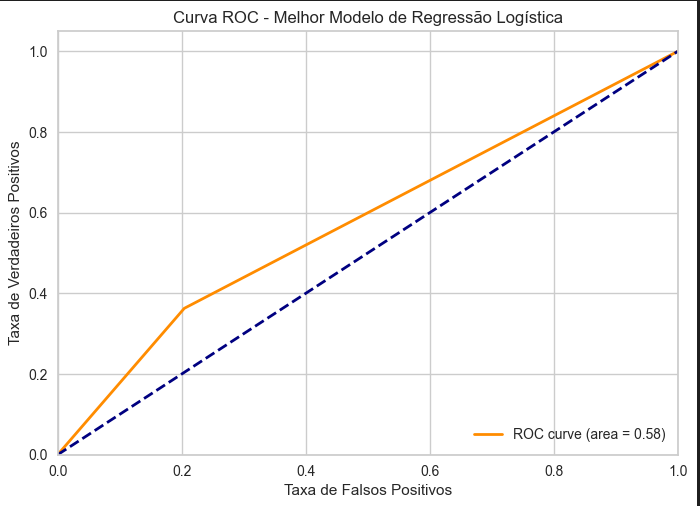 Curva ROC - Melhor Modelo de Regressão Logística
Taxa de Verdadeiros Positivos
1.0
0.8
0.6
0.4
0.2
0.0
ROC curve (area = 0.58)
0.0 0.2 0.4 0.6 0.8 1.0
Taxa de Falsos Positivos